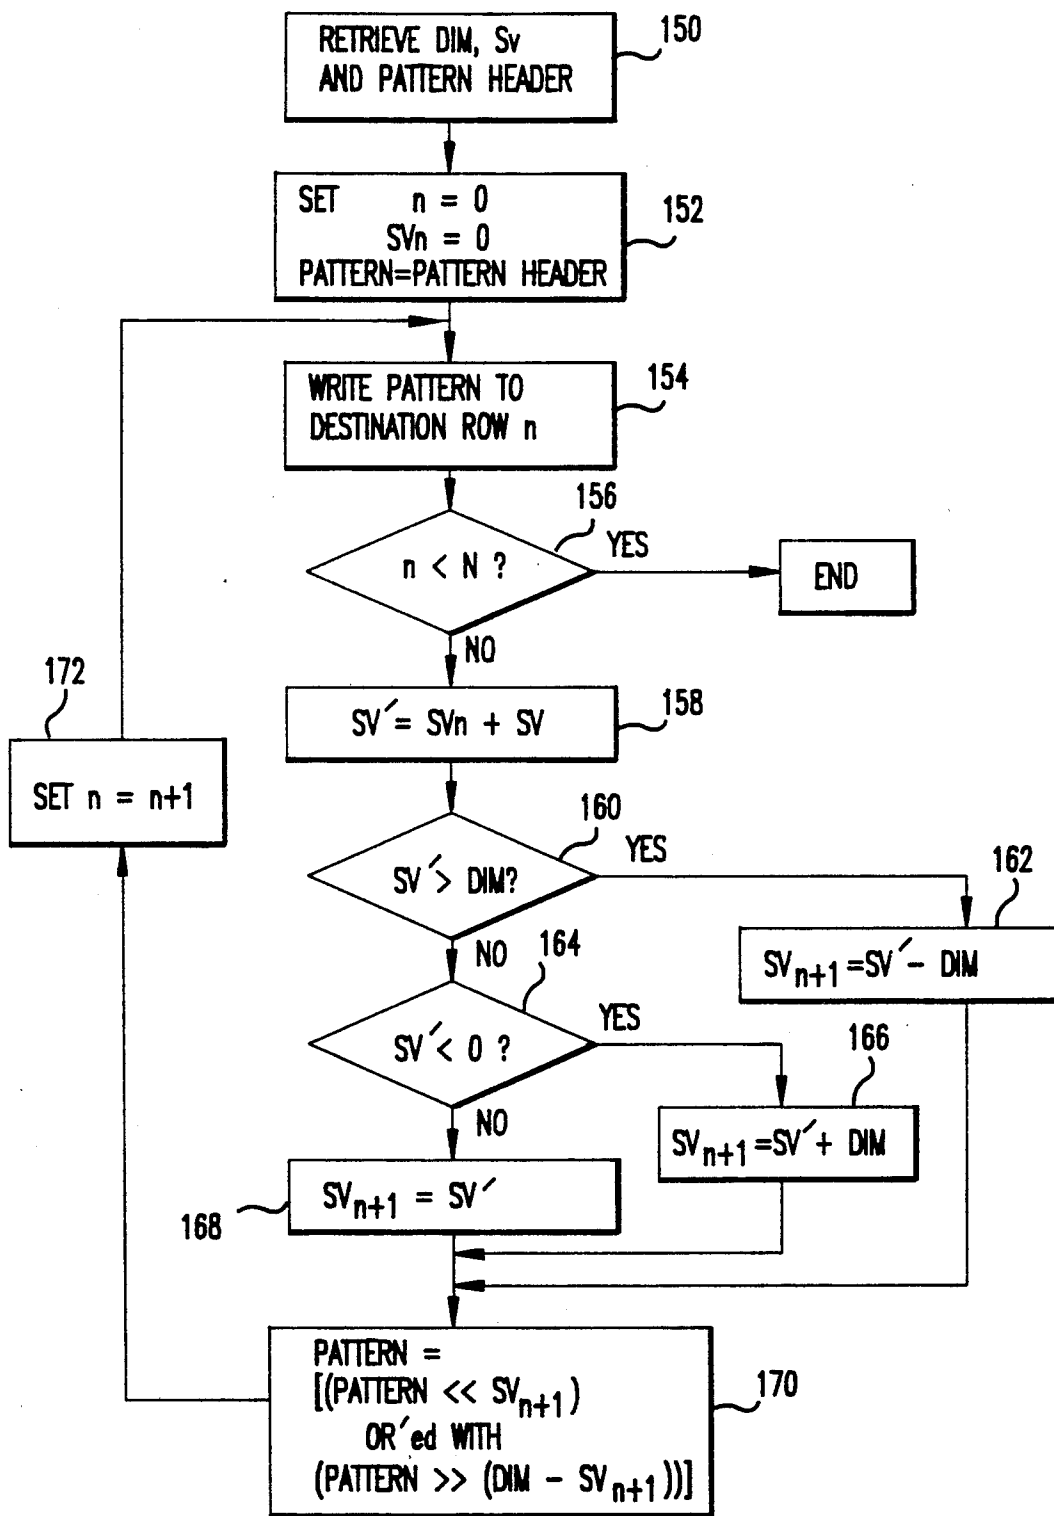 RETRIEVE DIM, Sv
AND PATTERN HEADER
150
SET n = 0
SVn = 0
PATTERN=PATTERN HEADER
152
WRITE PATTERN TO
DESTINATION ROW n
154
n < N ?
156
YES
END
NO
SV′= SVn + SV
158
172
SET n = n+1
SV′> DIM?
160
YES
162
SVn+1=SV′- DIM
NO
164
SV′< 0 ?
YES
166
SVn+1=SV′+ DIM
NO
SVn+1 = SV′
168
PATTERN =
[(PATTERN << SVn+1)
OR′ed WITH
(PATTERN >> (DIM - SVn+1))]
170